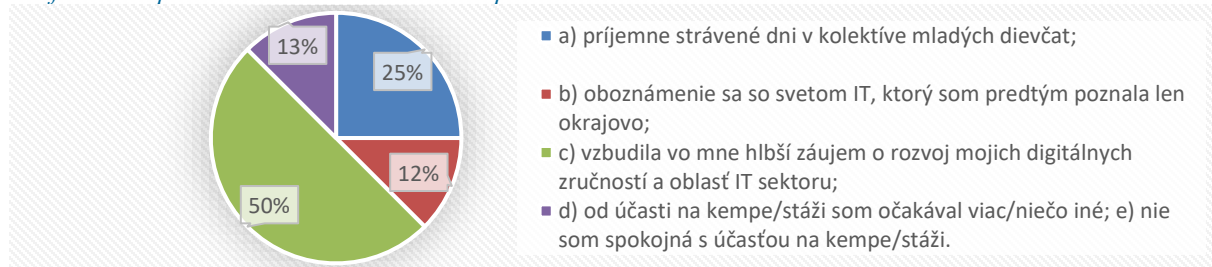 13%
25%
12%
50%
a) príjemne strávené dni v kolektíve mladých dievčat;
b) oboznámenie sa so svetom IT, ktorý som predtým poznala len
okrajovo;
c) vzbudila vo mne hlbší záujem o rozvoj mojich digitálnych
zručností a oblasť IT sektoru;
d) od účasti na kempe/stáži som očakával viac/niečo iné; e) nie
som spokojná s účasťou na kempe/stáži.